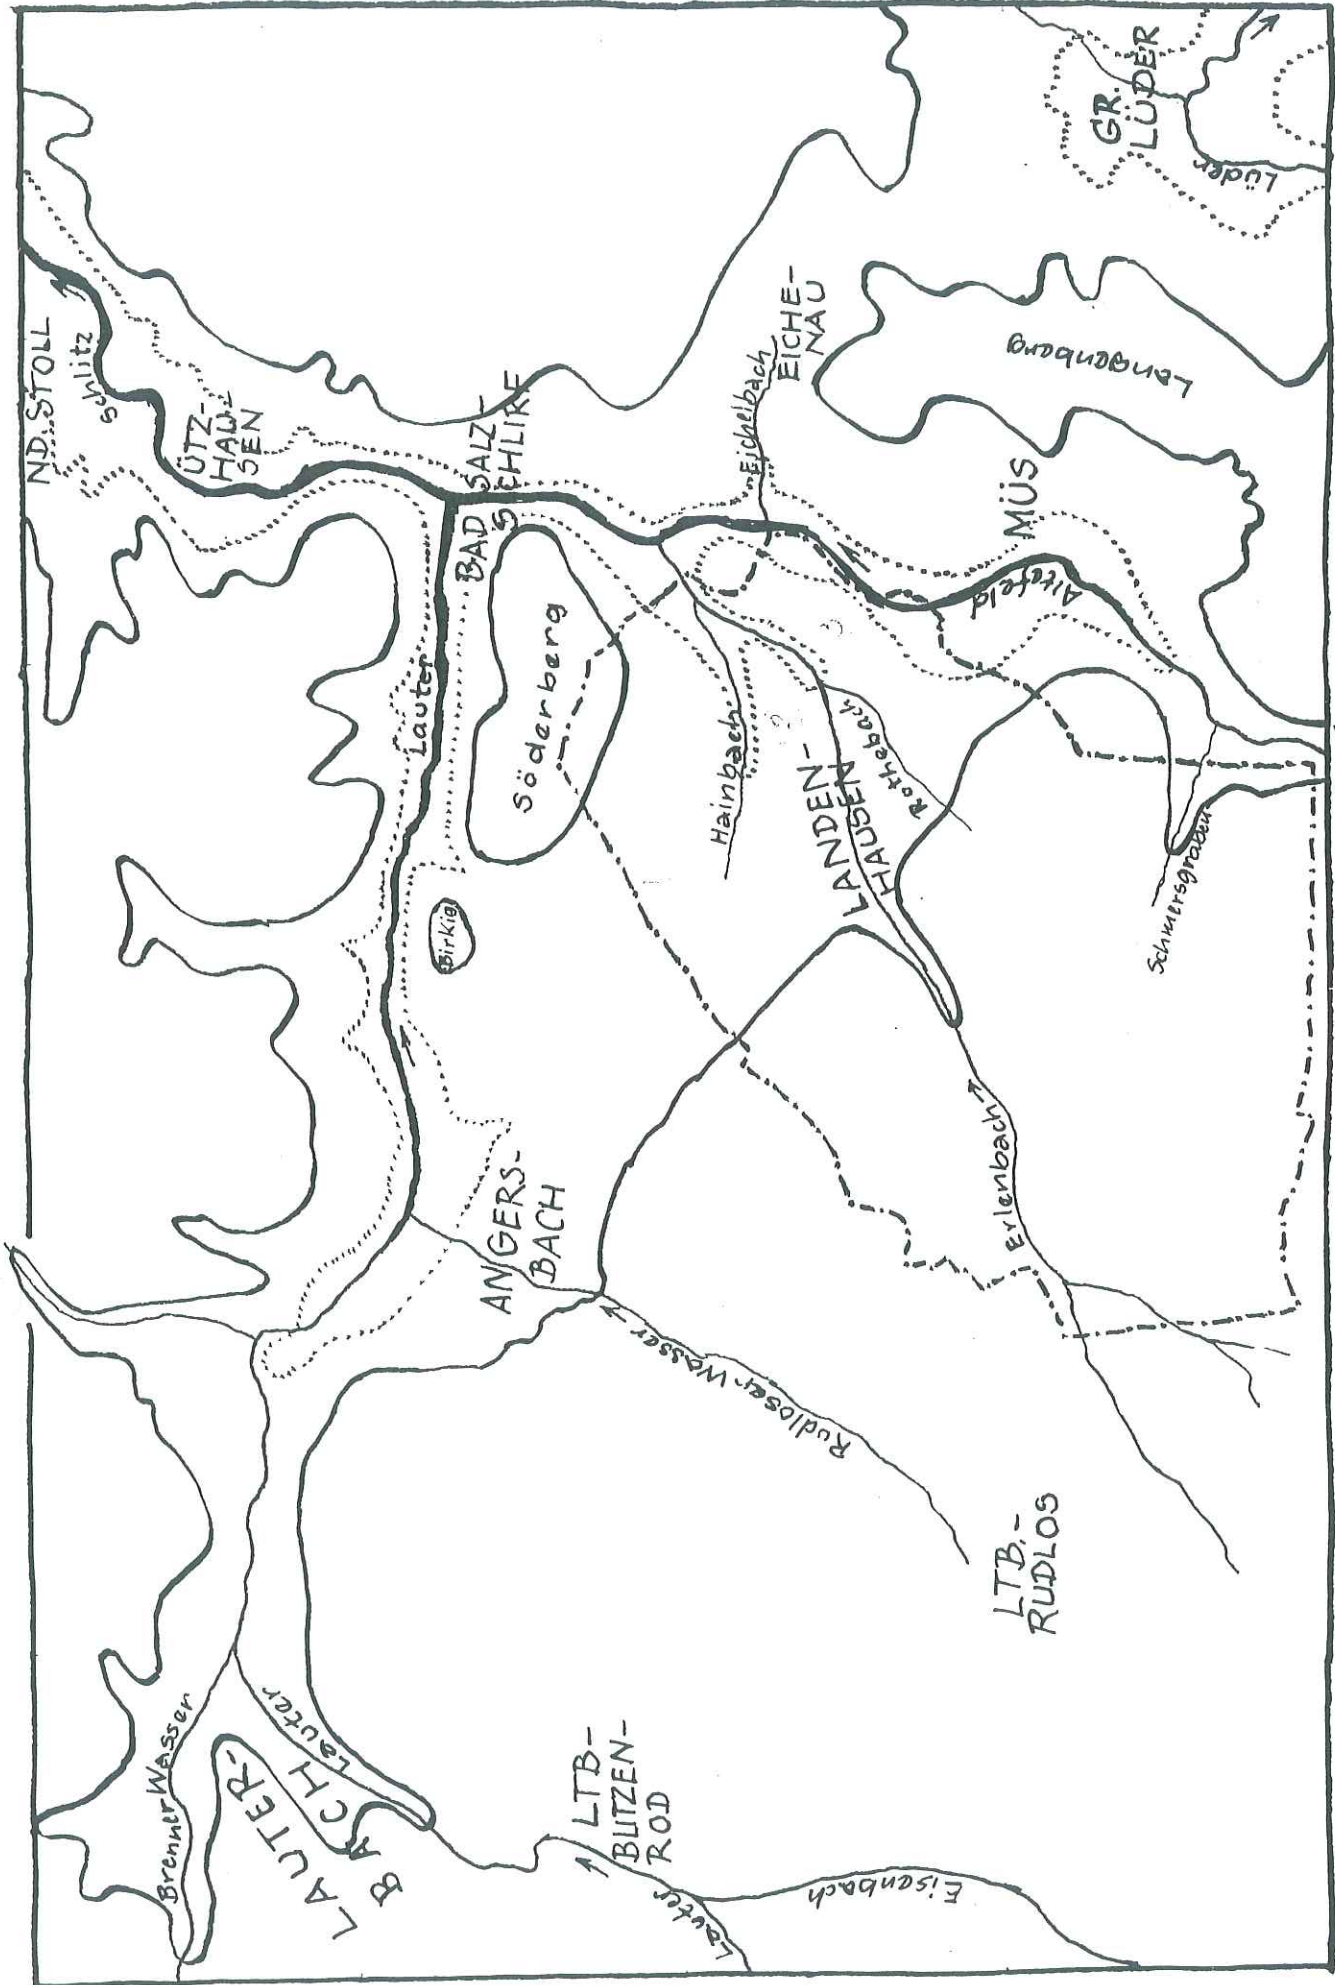 ND. STOLL
Schlitz
ÜTZ-
HAU-
SEN
BAD SALZ-
SCHLIRF
Lauter
Söderberg
Birkig
ANGERS-
BACH
Rudloser Wasser
LTB.-
RUDLOS
LAUTER-
BACH
Lauter
Brenner Wasser
LTB-
BLITZEN-
ROD
Lauter
Eisenbach
Erlenbach
LANDEN-
HAUSEN
Hainbach
Rothebach
Schmersgraben
Altefeld
MÜS
Eichelbach
EICHE-
NAU
Langenberg
GR.
LÜDER
Lüder